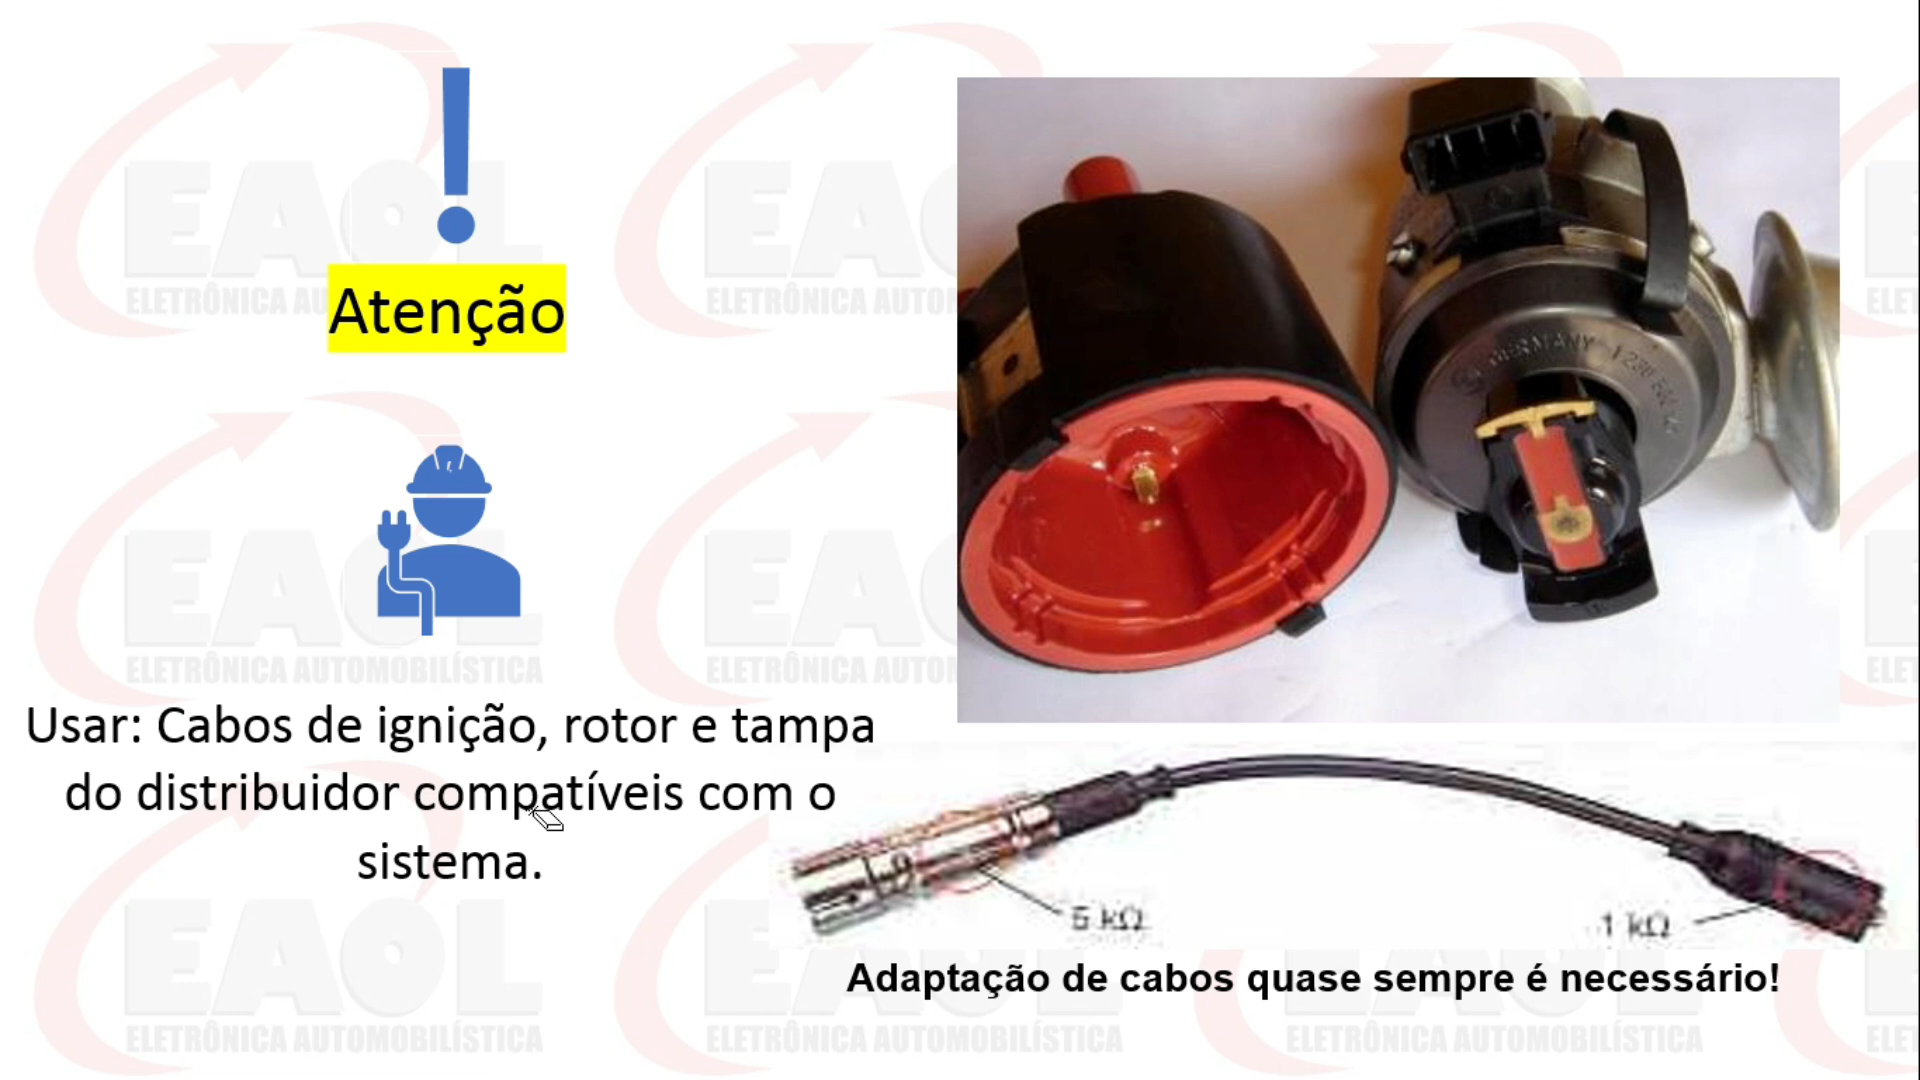 Atenção
Usar: Cabos de ignição, rotor e tampa
do distribuidor compatíveis com o
sistema.
GERMANY
5 kΩ
1 kΩ
Adaptação de cabos quase sempre é necessário!
EAOL
ELETRÔNICA AUTOMOBILÍSTICA